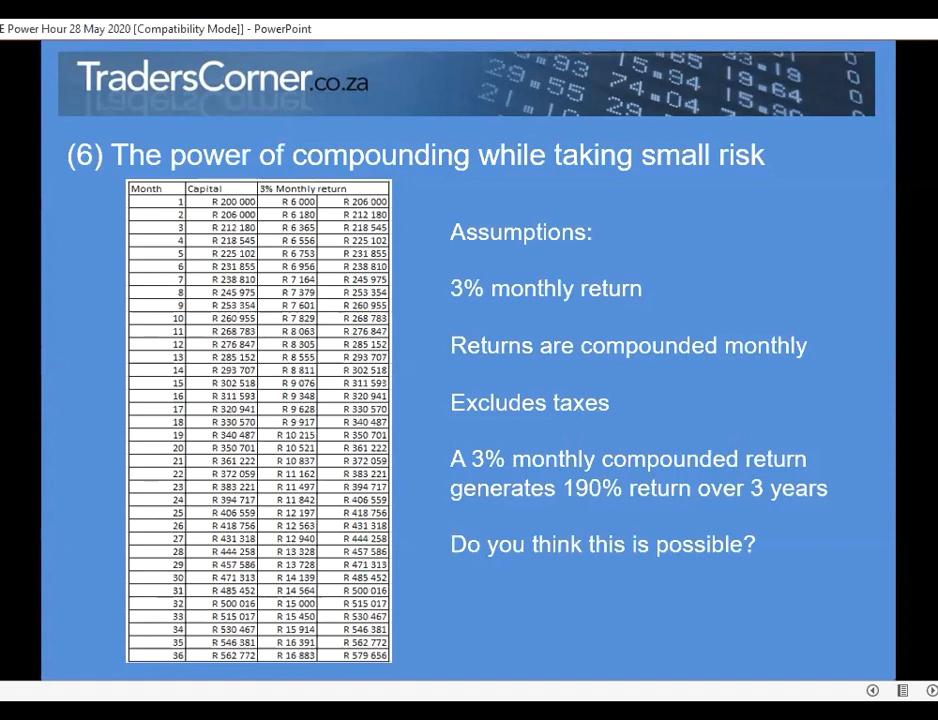 E Power Hour 28 May 2020 [Compatibility Mode]] - PowerPoint
TradersCorner.co.za
(6) The power of compounding while taking small risk
Month Capital 3% Monthly return
1 R 200 000 R 6 000 R 206 000
2 R 206 000 R 6 180 R 212 180
3 R 212 180 R 6 365 R 218 545
4 R 218 545 R 6 556 R 225 102
5 R 225 102 R 6 753 R 231 855
6 R 231 855 R 6 956 R 238 810
7 R 238 810 R 7 164 R 245 975
8 R 245 975 R 7 379 R 253 354
9 R 253 354 R 7 601 R 260 955
10 R 260 955 R 7 829 R 268 783
11 R 268 783 R 8 063 R 276 847
12 R 276 847 R 8 305 R 285 152
13 R 285 152 R 8 555 R 293 707
14 R 293 707 R 8 811 R 302 518
15 R 302 518 R 9 076 R 311 593
16 R 311 593 R 9 348 R 320 941
17 R 320 941 R 9 628 R 330 570
18 R 330 570 R 9 917 R 340 487
19 R 340 487 R 10 215 R 350 701
20 R 350 701 R 10 521 R 361 222
21 R 361 222 R 10 837 R 372 059
22 R 372 059 R 11 162 R 383 221
23 R 383 221 R 11 497 R 394 717
24 R 394 717 R 11 842 R 406 559
25 R 406 559 R 12 197 R 418 756
26 R 418 756 R 12 563 R 431 318
27 R 431 318 R 12 940 R 444 258
28 R 444 258 R 13 328 R 457 586
29 R 457 586 R 13 728 R 471 313
30 R 471 313 R 14 139 R 485 452
31 R 485 452 R 14 564 R 500 016
32 R 500 016 R 15 000 R 515 017
33 R 515 017 R 15 450 R 530 467
34 R 530 467 R 15 914 R 546 381
35 R 546 381 R 16 391 R 562 772
36 R 562 772 R 16 883 R 579 656
Assumptions:
3% monthly return
Returns are compounded monthly
Excludes taxes
A 3% monthly compounded return
generates 190% return over 3 years
Do you think this is possible?